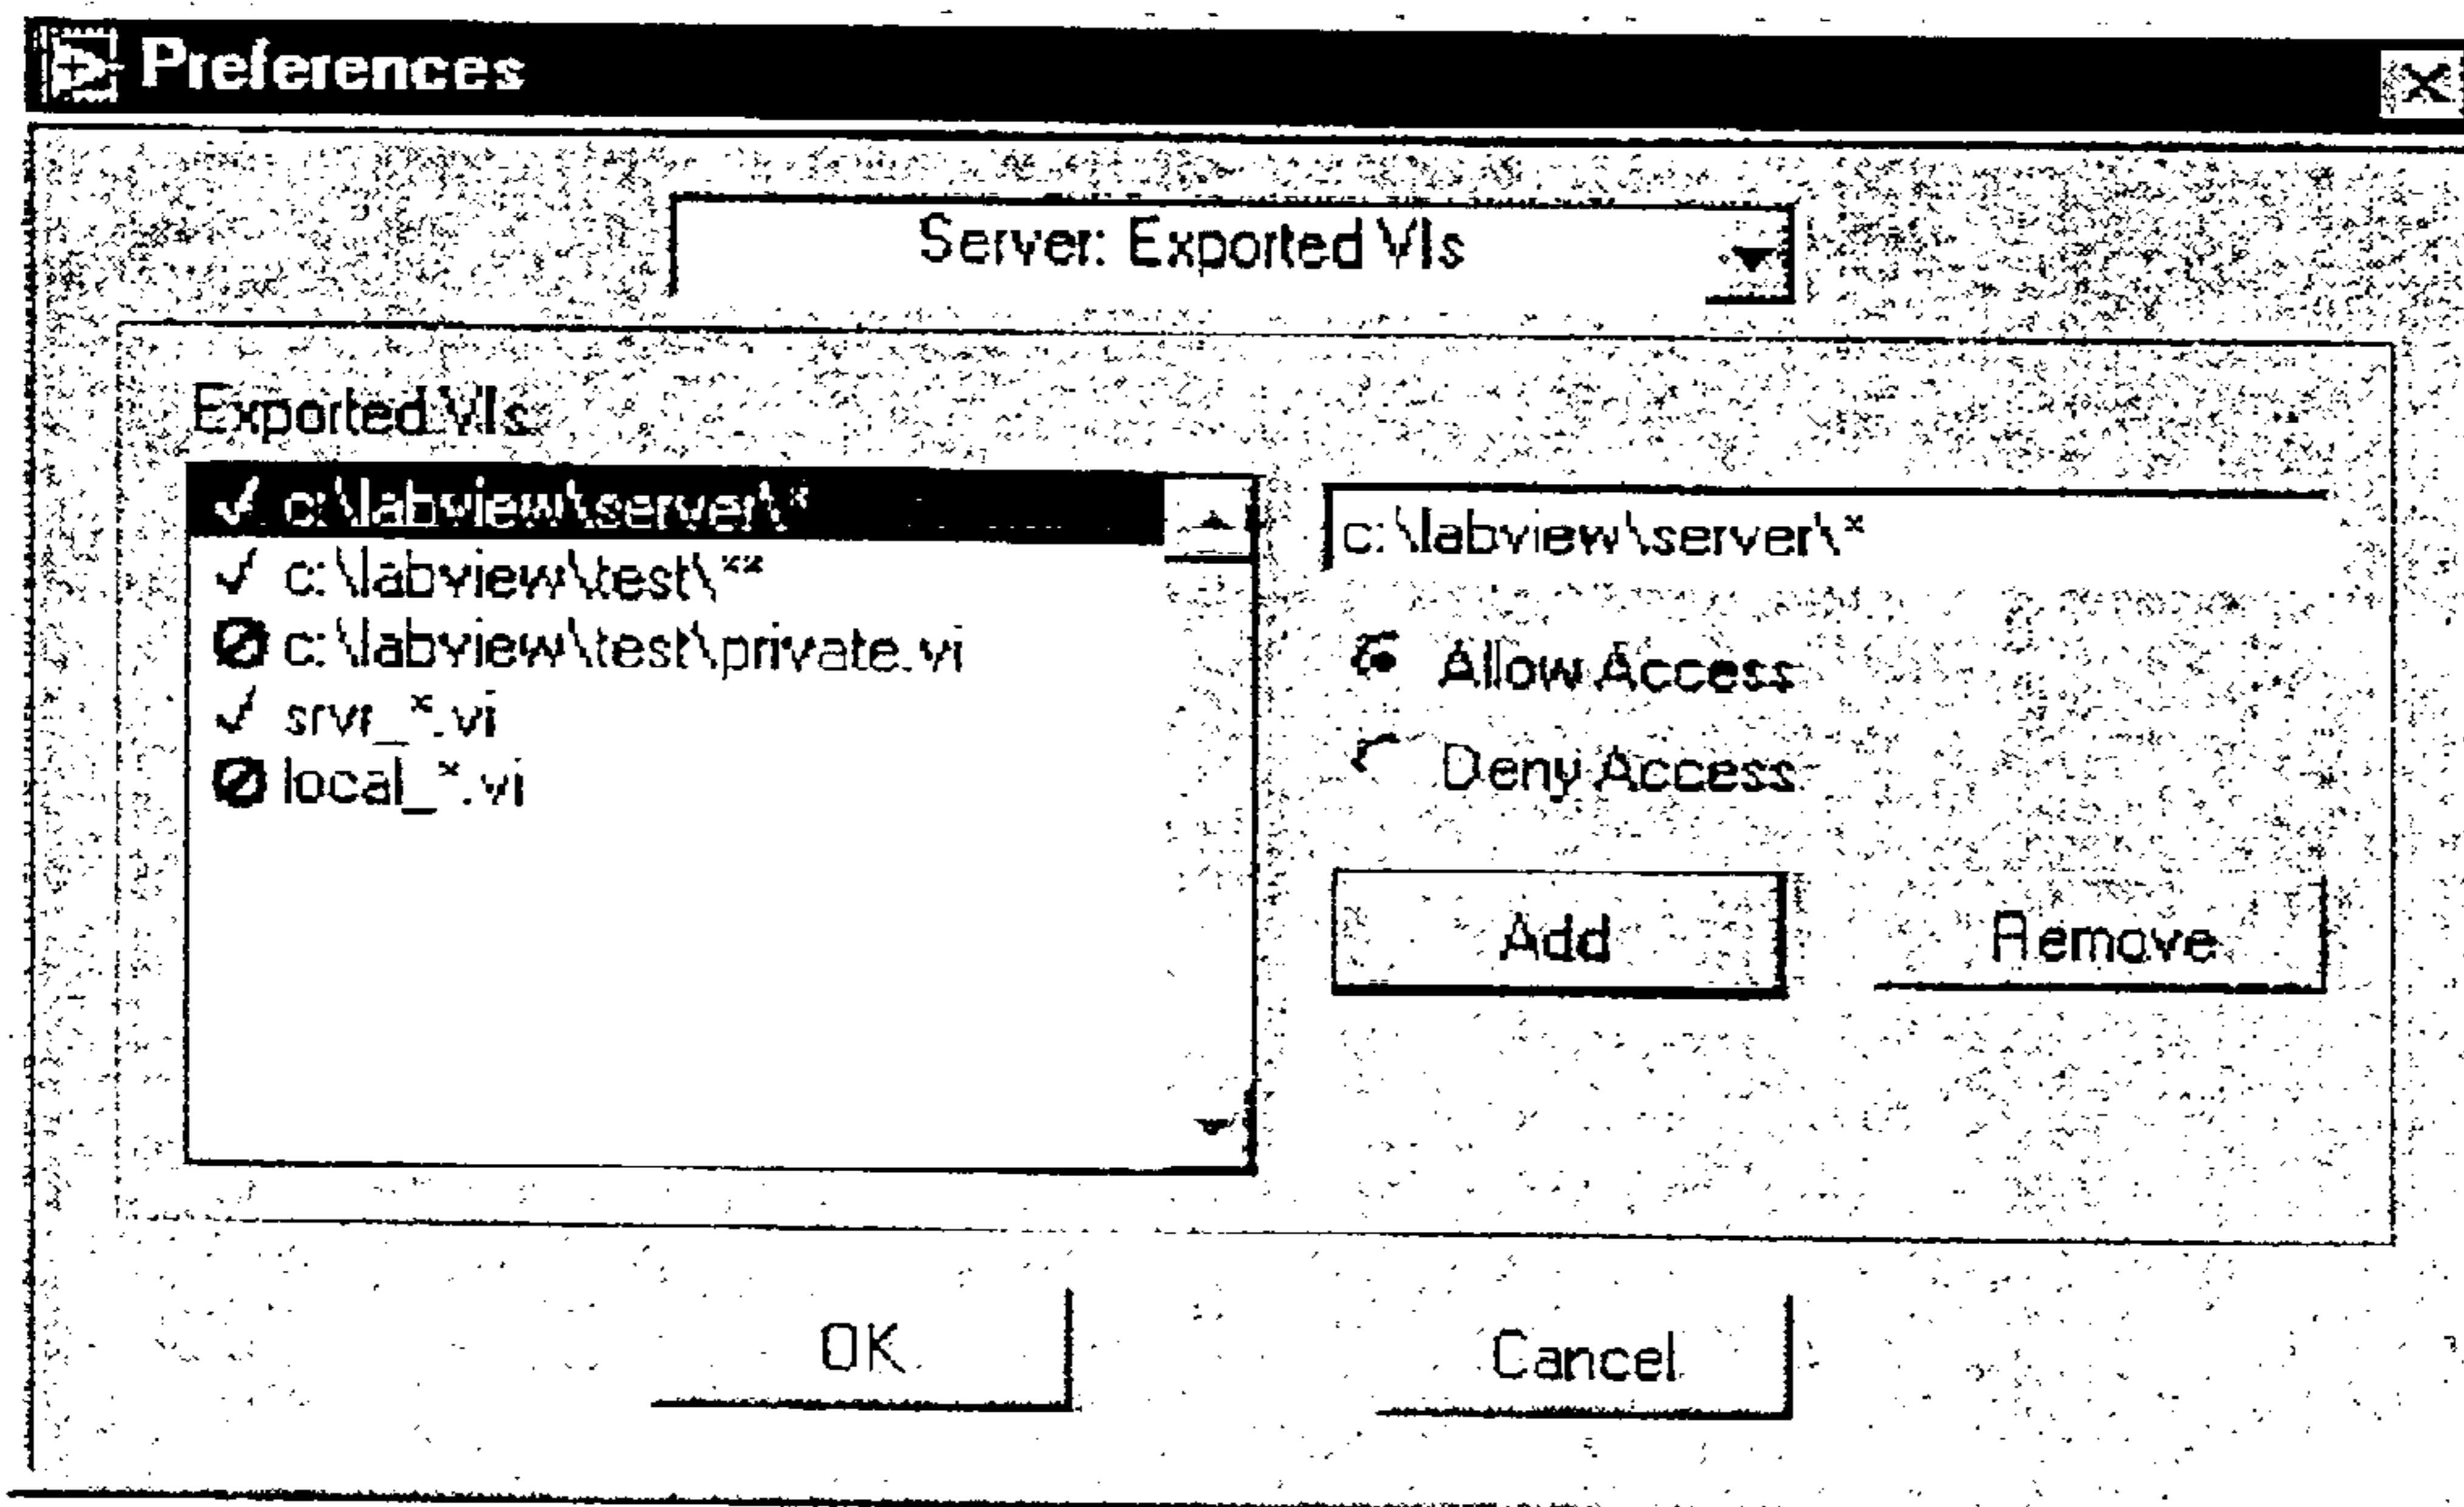 Preferences
Server: Exported VIs
Exported VIs
c:\labview\server\*
c:\labview\test\**
c:\labview\test\private.vi
srvr_*.vi
local_*.vi
c:\labview\server\*
Allow Access
Deny Access
Add
Remove
OK
Cancel